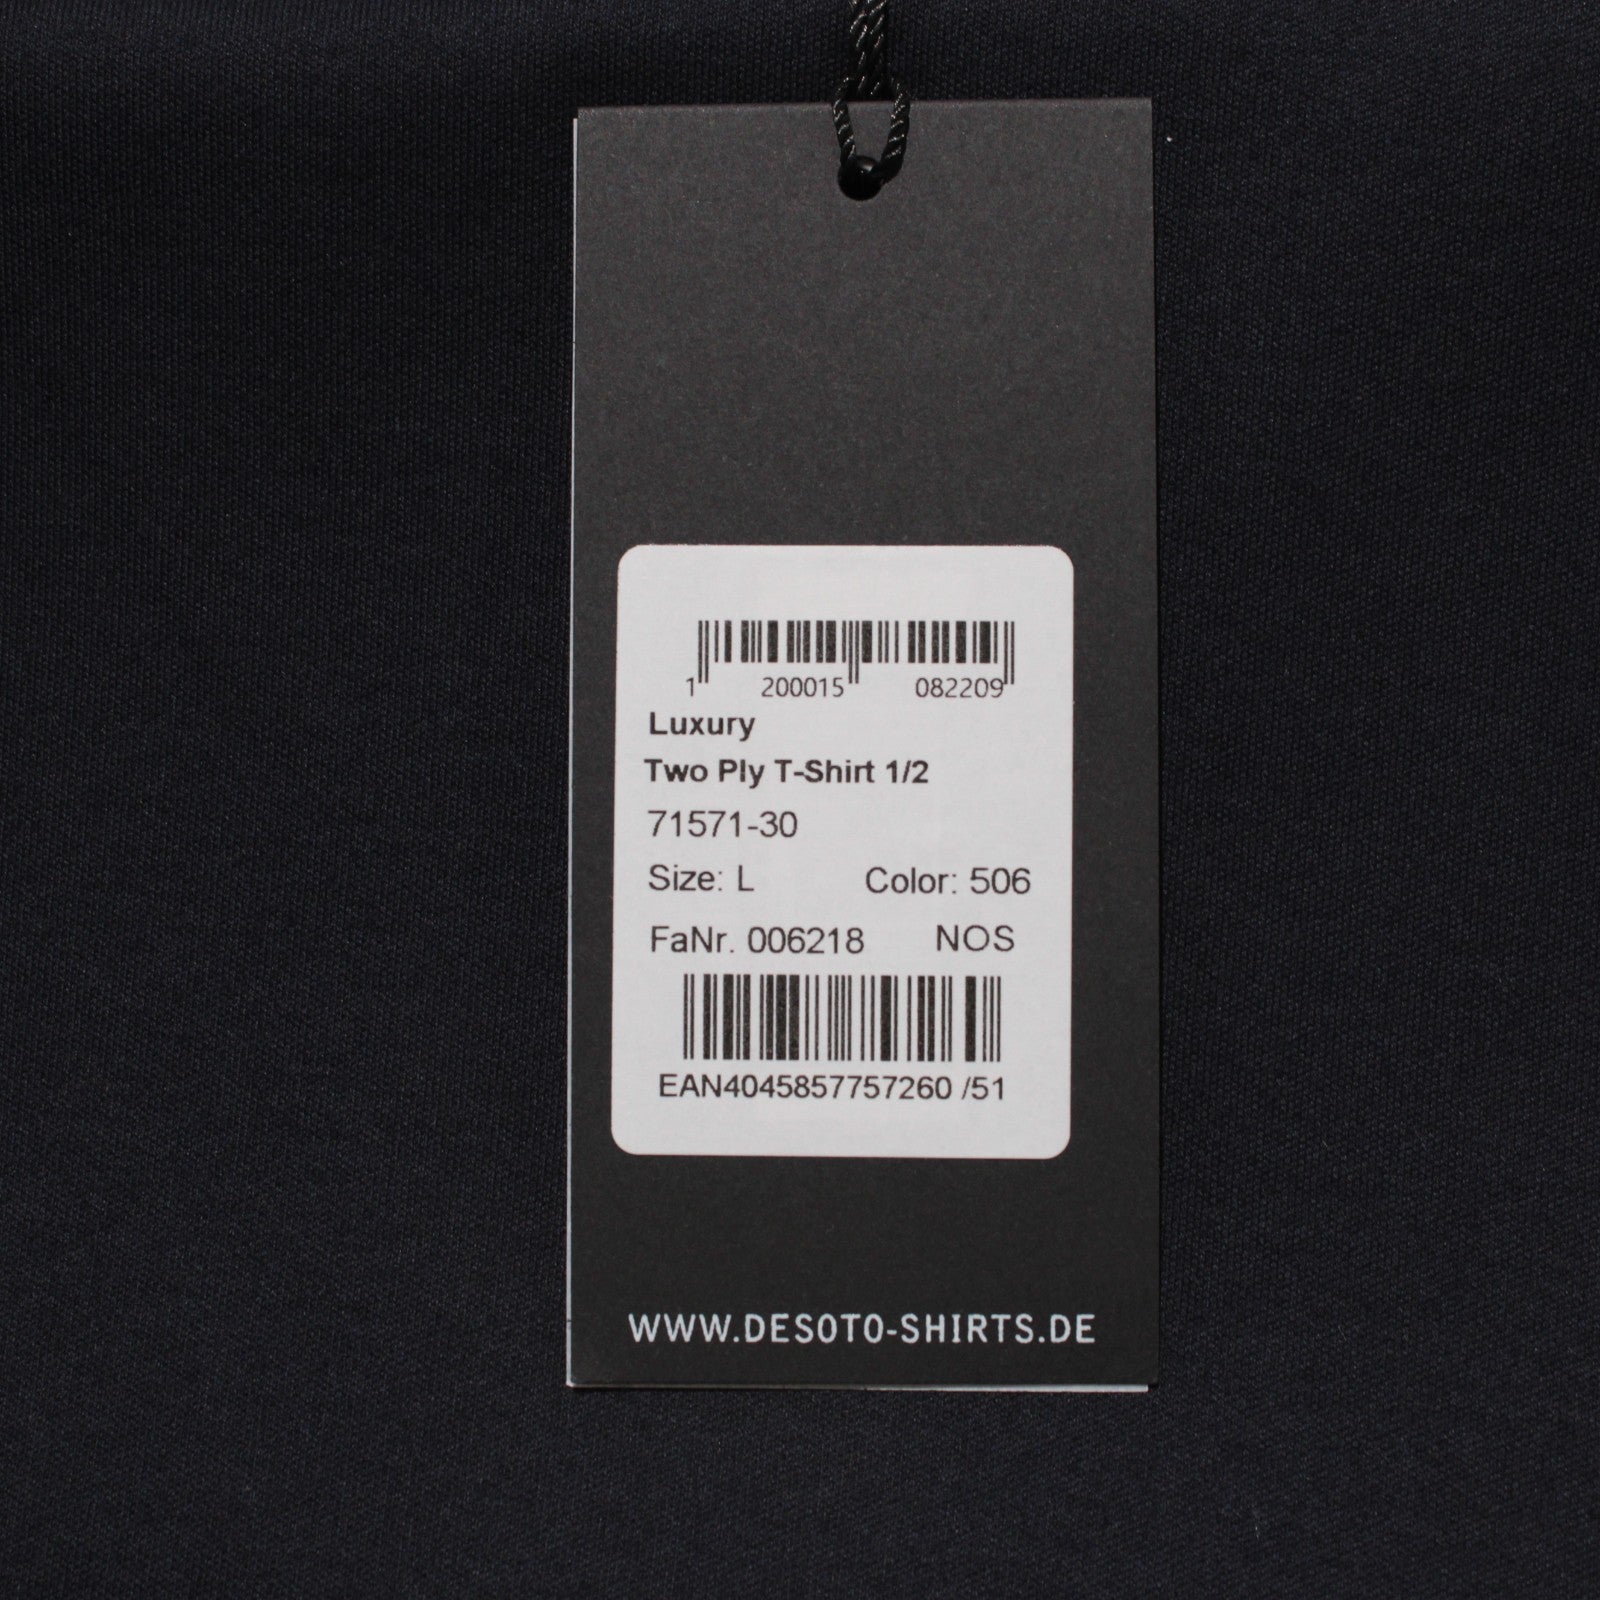 1 200015 082209
Luxury
Two Ply T-Shirt 1/2
71571-30
Size: L Color: 506
FaNr. 006218 NOS
EAN4045857757260 /51
WWW.DESOTO-SHIRTS.DE